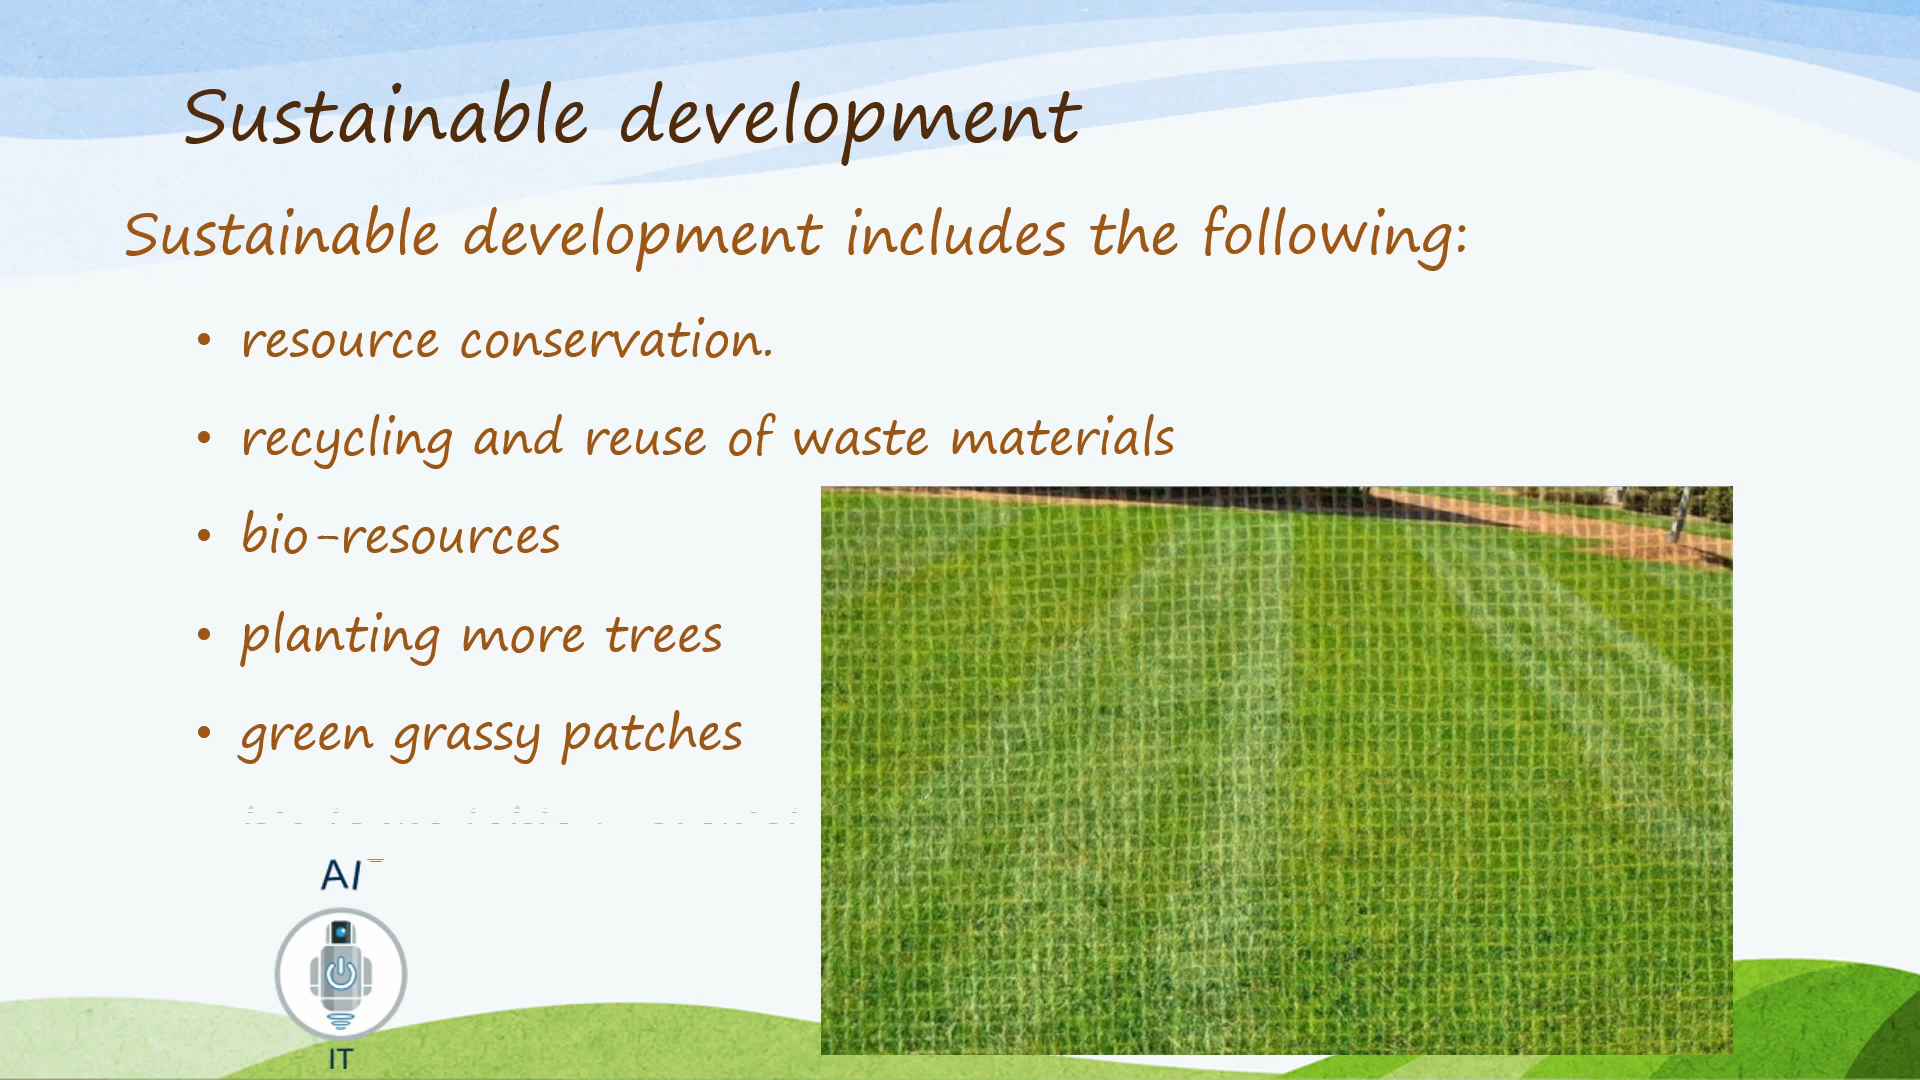 Sustainable development
Sustainable development includes the following:
• resource conservation.
• recycling and reuse of waste materials
• bio-resources
• planting more trees
• green grassy patches
AI
IT